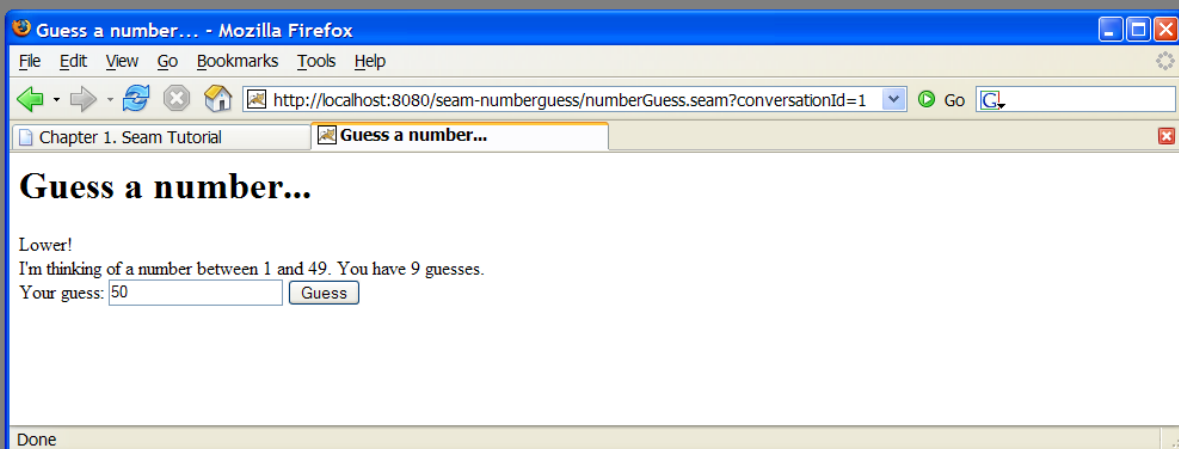 Guess a number... - Mozilla Firefox
File Edit View Go Bookmarks Tools Help
http://localhost:8080/seam-numberguess/numberGuess.seam?conversationId=1 Go G
Chapter 1. Seam Tutorial Guess a number...
Guess a number...
Lower!
I'm thinking of a number between 1 and 49. You have 9 guesses.
Your guess: 50 Guess
Done